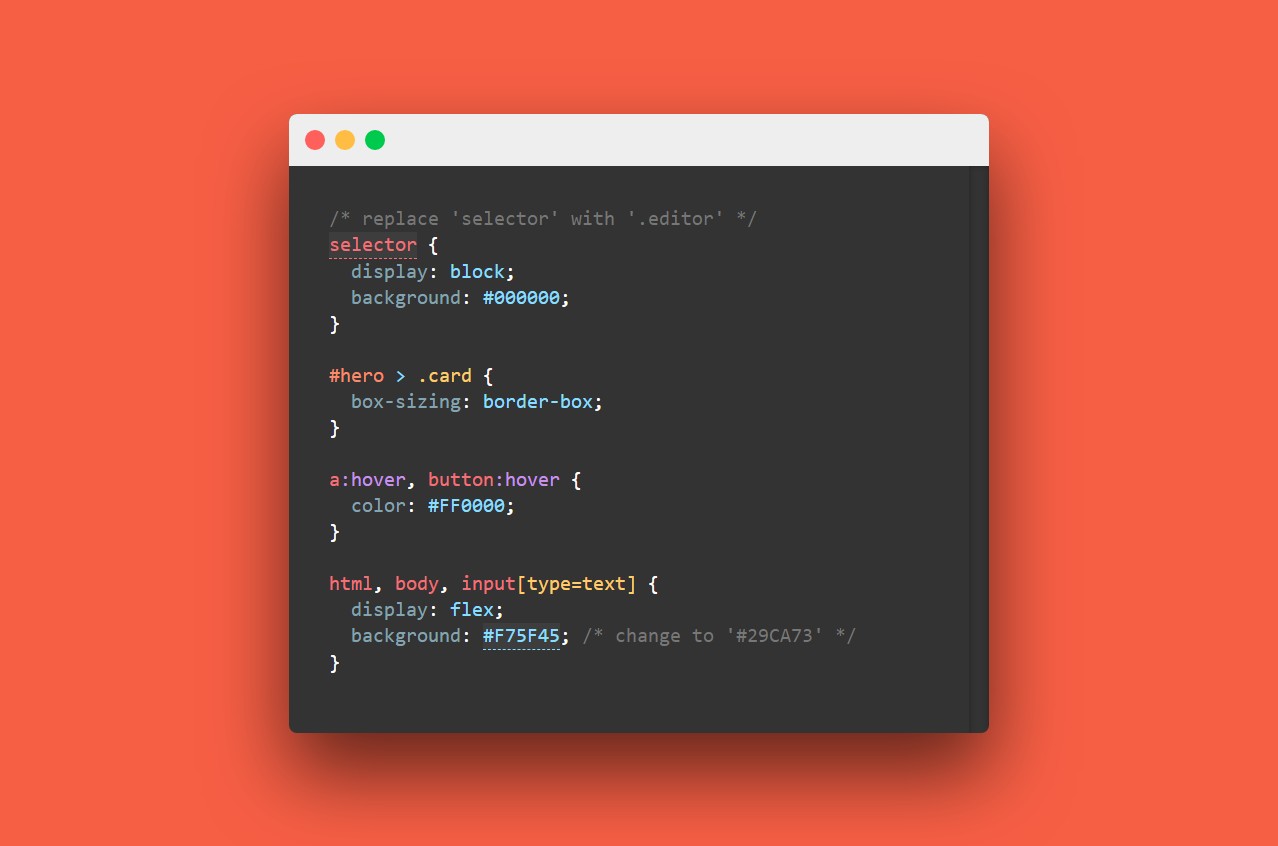 /* replace 'selector' with '.editor' */
selector {
  display: block;
  background: #000000;
}

#hero > .card {
  box-sizing: border-box;
}

a:hover, button:hover {
  color: #FF0000;
}

html, body, input[type=text] {
  display: flex;
  background: #F75F45; /* change to '#29CA73' */
}